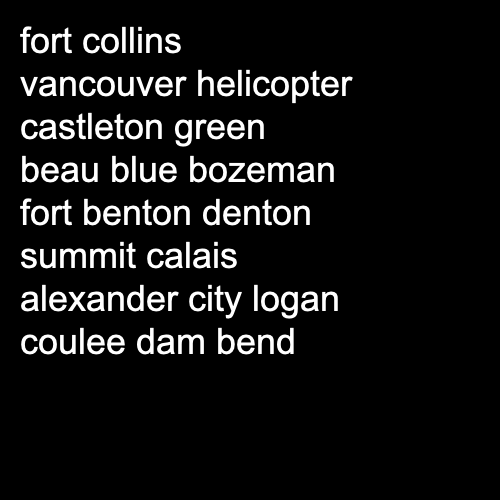 fort collins
vancouver helicopter
castleton green
beau blue bozeman
fort benton denton
summit calais
alexander city logan
coulee dam bend